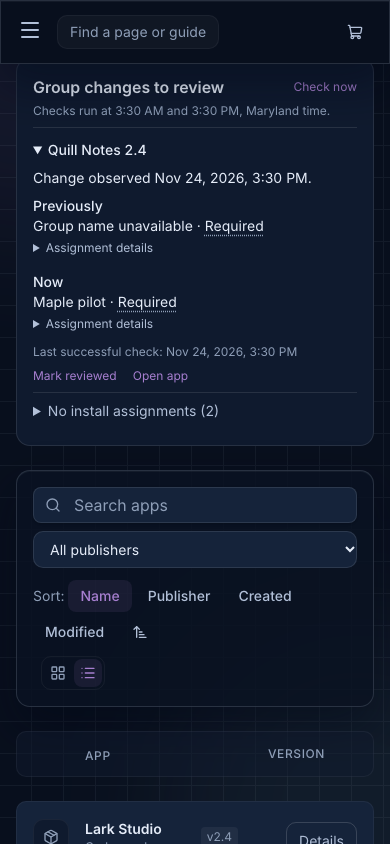 Find a page or guide
Group changes to review
Check now
Checks run at 3:30 AM and 3:30 PM, Maryland time.
Quill Notes 2.4
Change observed Nov 24, 2026, 3:30 PM.
Previously
Group name unavailable · Required
Assignment details
Now
Maple pilot · Required
Assignment details
Last successful check: Nov 24, 2026, 3:30 PM
Mark reviewed Open app
No install assignments (2)
Search apps
All publishers
Sort: Name Publisher Created
Modified
APP VERSION
Lark Studio
v2.4
Details